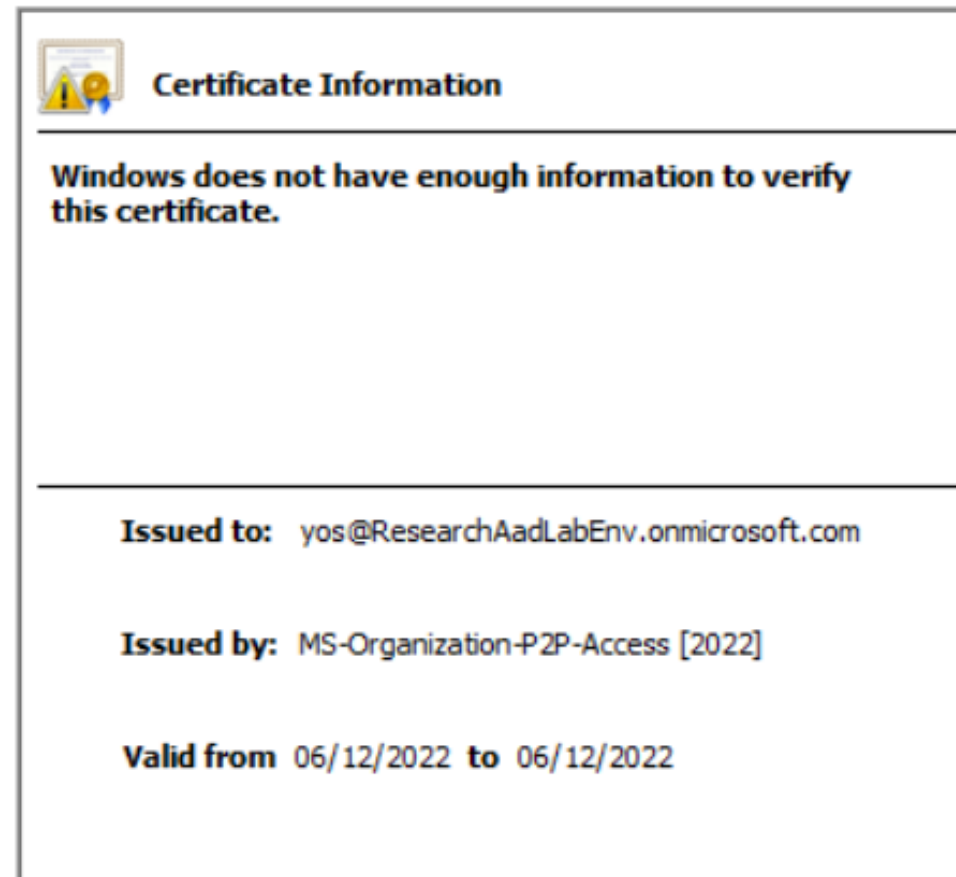 Certificate Information
Windows does not have enough information to verify
this certificate.
Issued to: yos@ResearchAadLabEnv.onmicrosoft.com
Issued by: MS-Organization-P2P-Access [2022]
Valid from 06/12/2022 to 06/12/2022